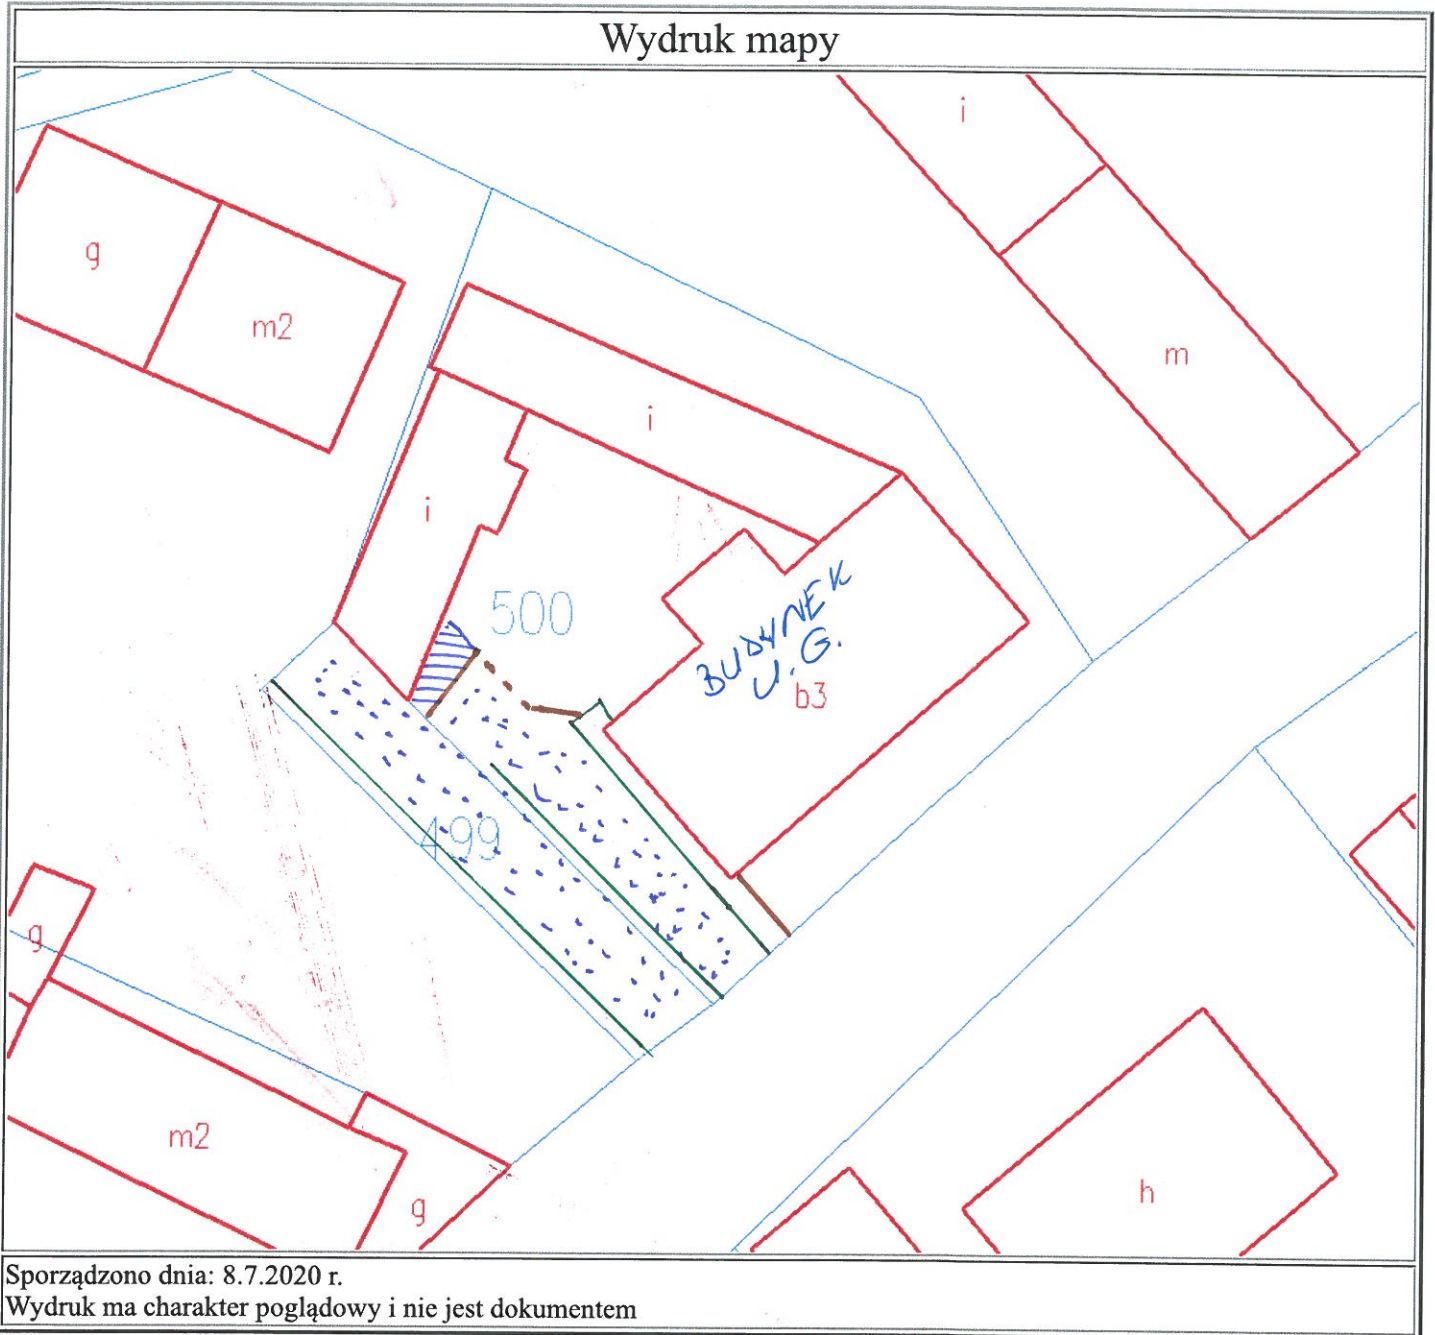 Wydruk mapy
i
g
m2
m
i
i
500
BUDYNEK
U.G.
b3
499
g
m2
g
h
Sporządzono dnia: 8.7.2020 r.
Wydruk ma charakter poglądowy i nie jest dokumentem